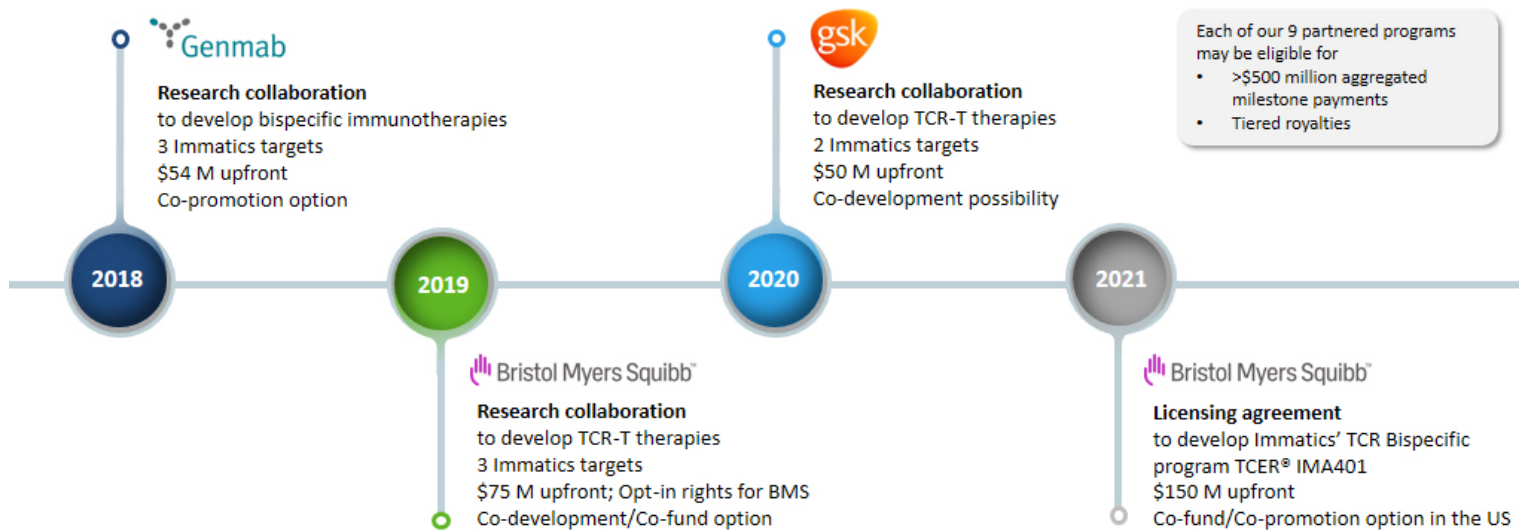 Genmab
Research collaboration
to develop bispecific immunotherapies
3 Immatics targets
$54 M upfront
Co-promotion option
gsk
Research collaboration
to develop TCR-T therapies
2 Immatics targets
$50 M upfront
Co-development possibility
Each of our 9 partnered programs
may be eligible for
• >$500 million aggregated
milestone payments
• Tiered royalties
2018
2019
2020
2021
Bristol Myers Squibb™
Research collaboration
to develop TCR-T therapies
3 Immatics targets
$75 M upfront; Opt-in rights for BMS
Co-development/Co-fund option
Bristol Myers Squibb™
Licensing agreement
to develop Immatics’ TCR Bispecific
program TCER® IMA401
$150 M upfront
Co-fund/Co-promotion option in the US